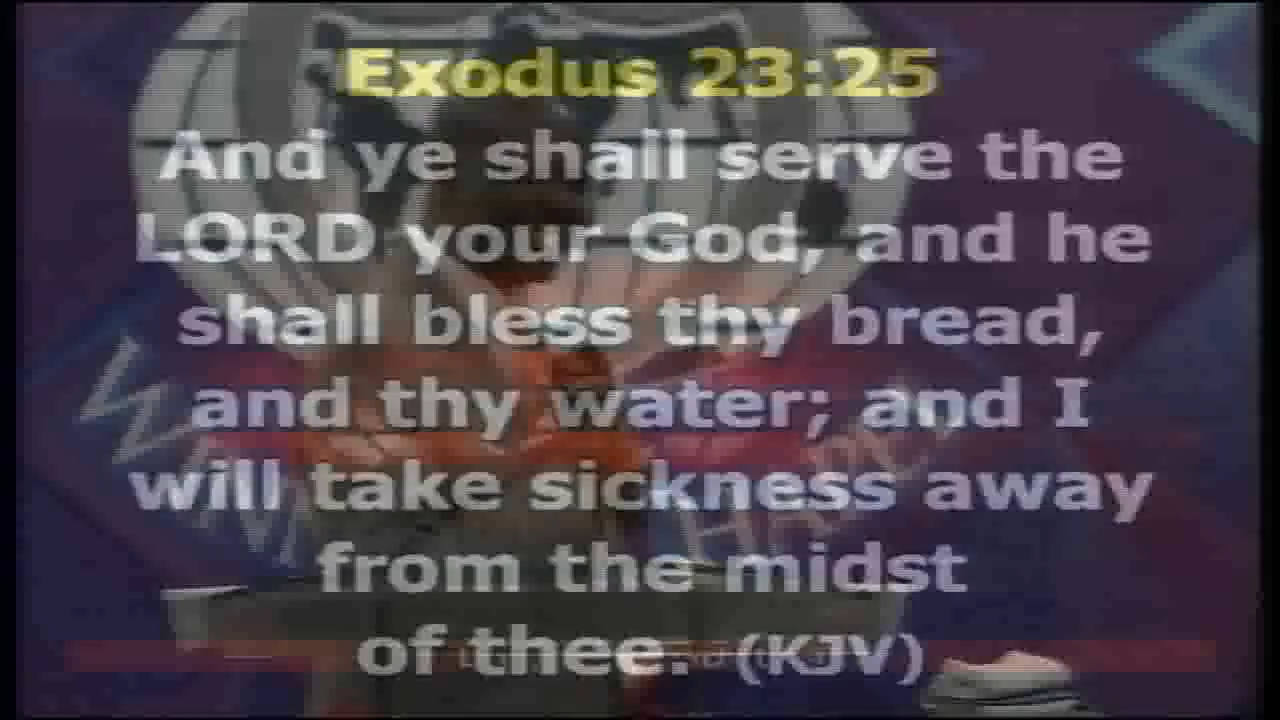 Exodus 23:25
And ye shall serve the
LORD your God, and he
shall bless thy bread,
and thy water; and I
will take sickness away
from the midst
of thee. (KJV)